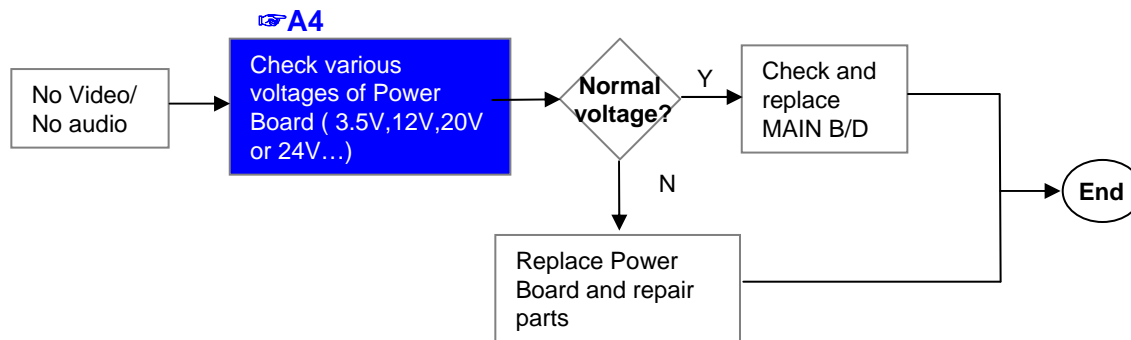 ☞A4
No Video/
No audio
Check various
voltages of Power
Board ( 3.5V,12V,20V
or 24V…)
Normal
voltage?
Y
Check and
replace
MAIN B/D
N
Replace Power
Board and repair
parts
End